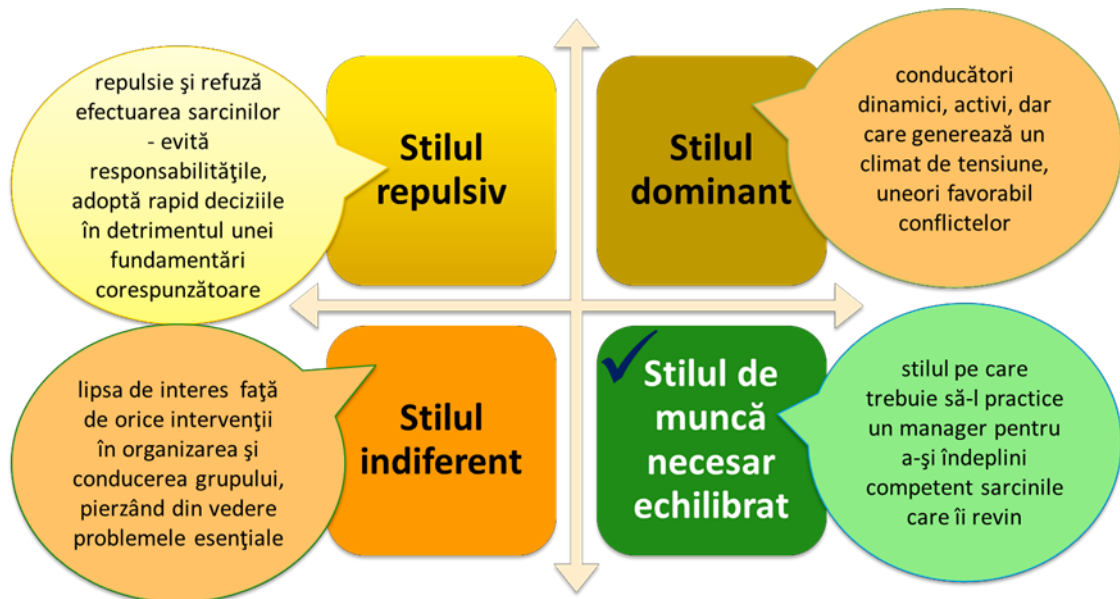 repulsie şi refuză
efectuarea sarcinilor
- evită
responsabilităţile,
adoptă rapid deciziile
în detrimentul unei
fundamentări
corespunzătoare
Stilul
repulsiv
Stilul
dominant
conducători
dinamici, activi, dar
care generează un
climat de tensiune,
uneori favorabil
conflictelor
lipsa de interes faţă
de orice intervenţii
în organizarea şi
conducerea grupului,
pierzând din vedere
problemele esenţiale
Stilul
indiferent
Stilul de
muncă
necesar
echilibrat
stilul pe care
trebuie să-l practice
un manager pentru
a-şi îndeplini
competent sarcinile
care îi revin